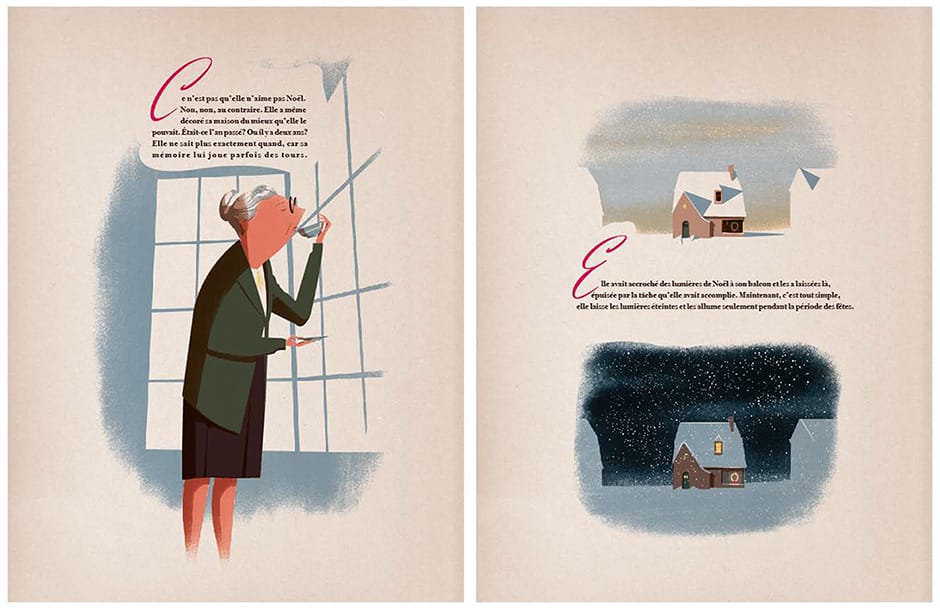 Ce n'est pas qu'elle n'aime pas Noël.
Non, non, au contraire. Elle a même
décoré sa maison du mieux qu'elle le
pouvait. Était-ce l'an passé? Ou il y a deux ans?
Elle ne sait plus exactement quand, car sa
mémoire lui joue parfois des tours.
Elle avait accroché des lumières de Noël à son balcon et les a laissées là,
épuisée par la tâche qu'elle avait accomplie. Maintenant, c'est tout simple,
elle laisse les lumières éteintes et les allume seulement pendant la période des fêtes.